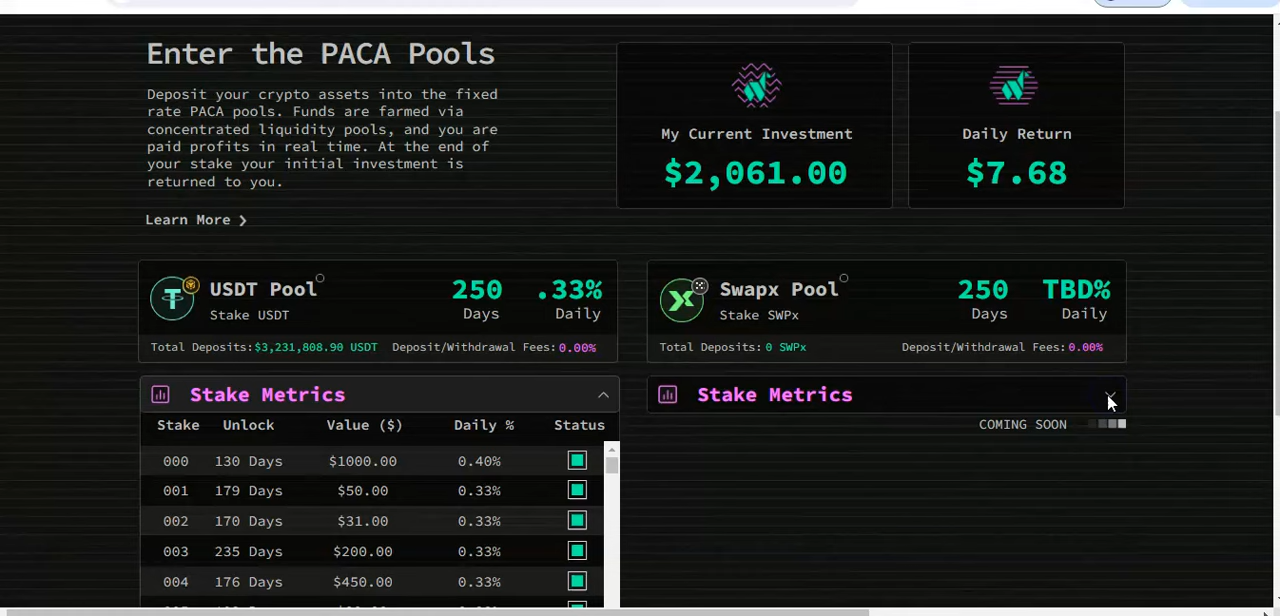 Enter the PACA Pools
Deposit your crypto assets into the fixed
rate PACA pools. Funds are farmed via
concentrated liquidity pools, and you are
paid profits in real time. At the end of
your stake your initial investment is
returned to you.
Learn More ❯
My Current Investment
$2,061.00
Daily Return
$7.68
USDT Pool
Stake USDT
250
Days
.33%
Daily
Total Deposits:$3,231,808.90 USDT Deposit/Withdrawal Fees:0.00%
Swapx Pool
Stake SWPx
250
Days
TBD%
Daily
Total Deposits:0 SWPx Deposit/Withdrawal Fees:0.00%
Stake Metrics
Stake Unlock Value ($) Daily % Status
000 130 Days $1000.00 0.40%
001 179 Days $50.00 0.33%
002 170 Days $31.00 0.33%
003 235 Days $200.00 0.33%
004 176 Days $450.00 0.33%
Stake Metrics
COMING SOON